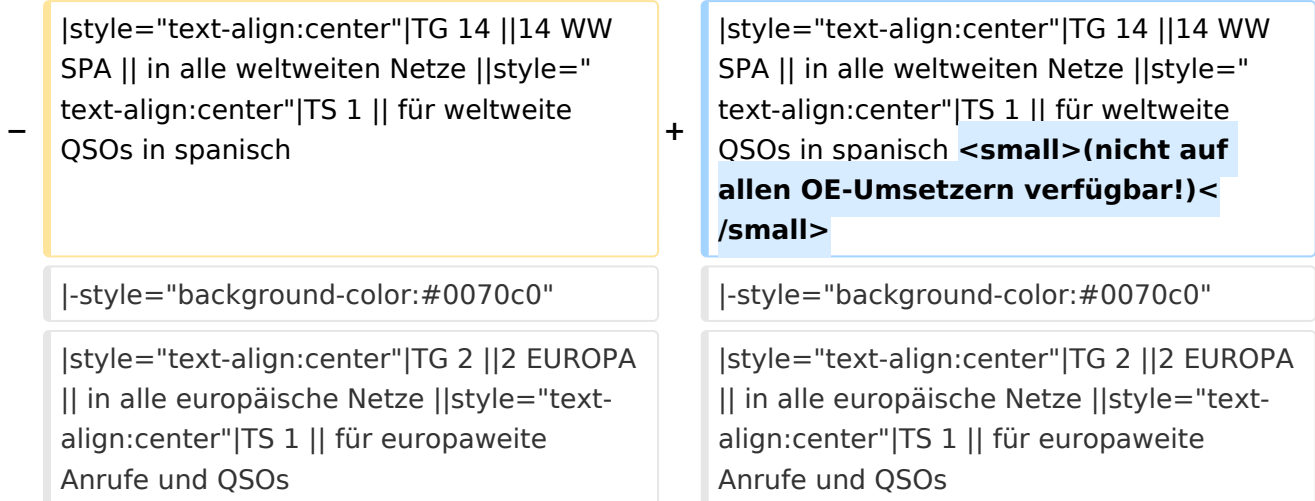 |style="text-align:center"|TG 14 ||14 WW
SPA || in alle weltweiten Netze ||style="
text-align:center"|TS 1 || für weltweite
−
QSOs in spanisch
|style="text-align:center"|TG 14 ||14 WW
SPA || in alle weltweiten Netze ||style="
text-align:center"|TS 1 || für weltweite
+
QSOs in spanisch <small>(nicht auf
allen OE-Umsetzern verfügbar!)<
/small>
|-style="background-color:#0070c0"
|-style="background-color:#0070c0"
|style="text-align:center"|TG 2 ||2 EUROPA
|| in alle europäische Netze ||style="text-
align:center"|TS 1 || für europaweite
Anrufe und QSOs
|style="text-align:center"|TG 2 ||2 EUROPA
|| in alle europäische Netze ||style="text-
align:center"|TS 1 || für europaweite
Anrufe und QSOs